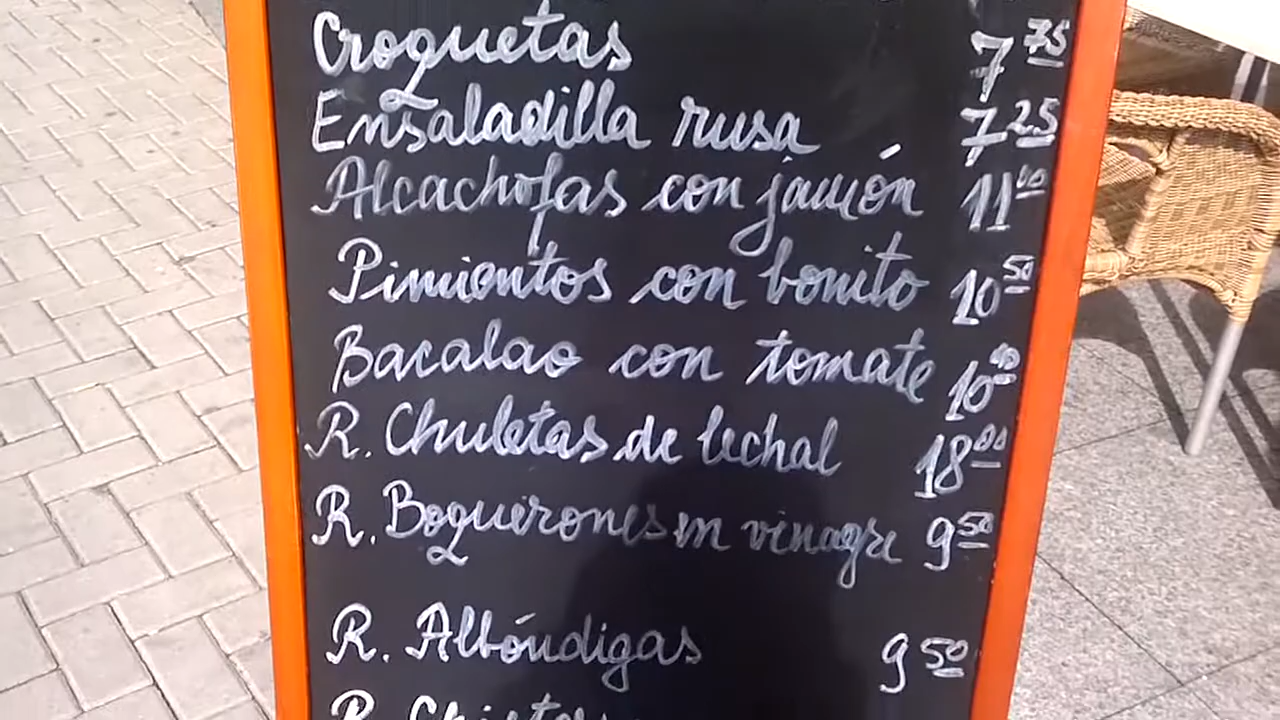 Croquetas 7 75
Ensaladilla rusa 7 25
Alcachofas con jamón 11 00
Pimientos con bonito 10 50
Bacalao con tomate 10
R. Chuletas de lechal 18 00
R. Boquerones en vinagre 9 50
R. Albóndigas 9 50
R.